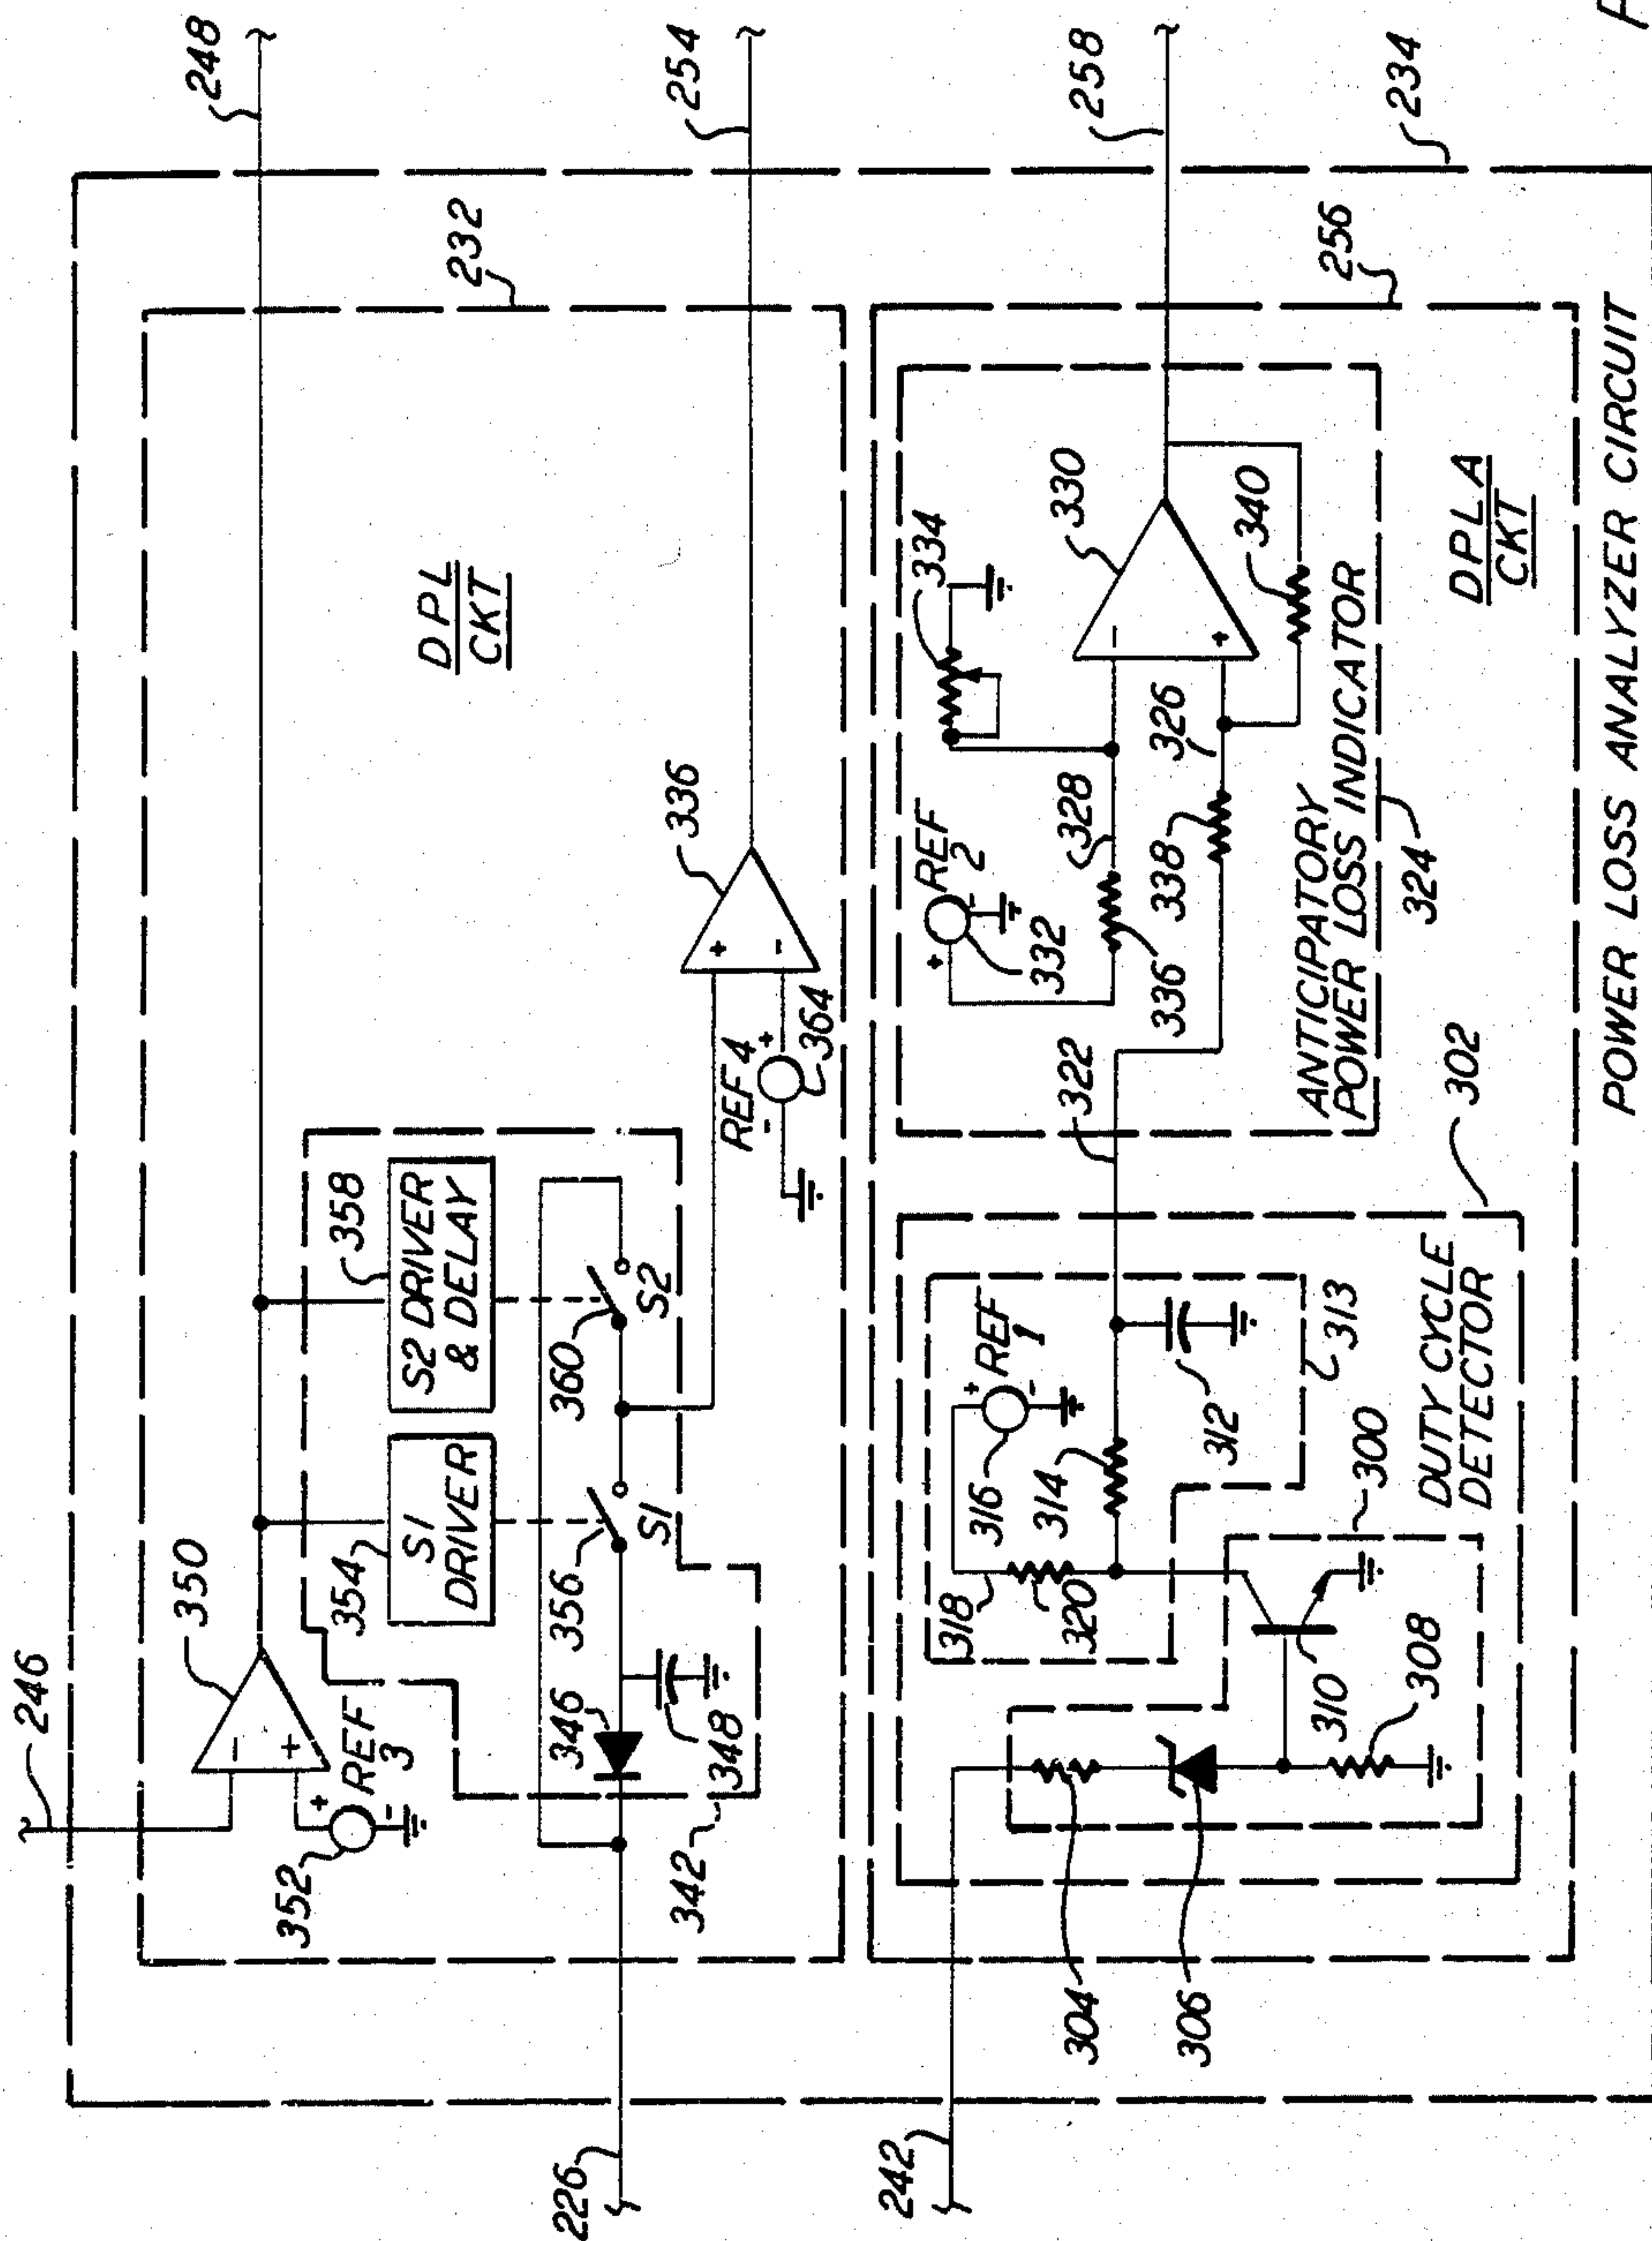 246
248
350
352
REF
3
354
S1
DRIVER
358
S2 DRIVER
& DELAY
232
DPL
CKT
346
356
S1
360
S2
348
342
226
336
254
REF 4
364
242
304
306
308
310
300
318
320
316
REF
1
314
312
313
DUTY CYCLE
DETECTOR
302
322
REF
2
332
336
328
334
338
326
330
340
ANTICIPATORY
POWER LOSS INDICATOR
324
DPLA
CKT
256
258
234
POWER LOSS ANALYZER CIRCUIT